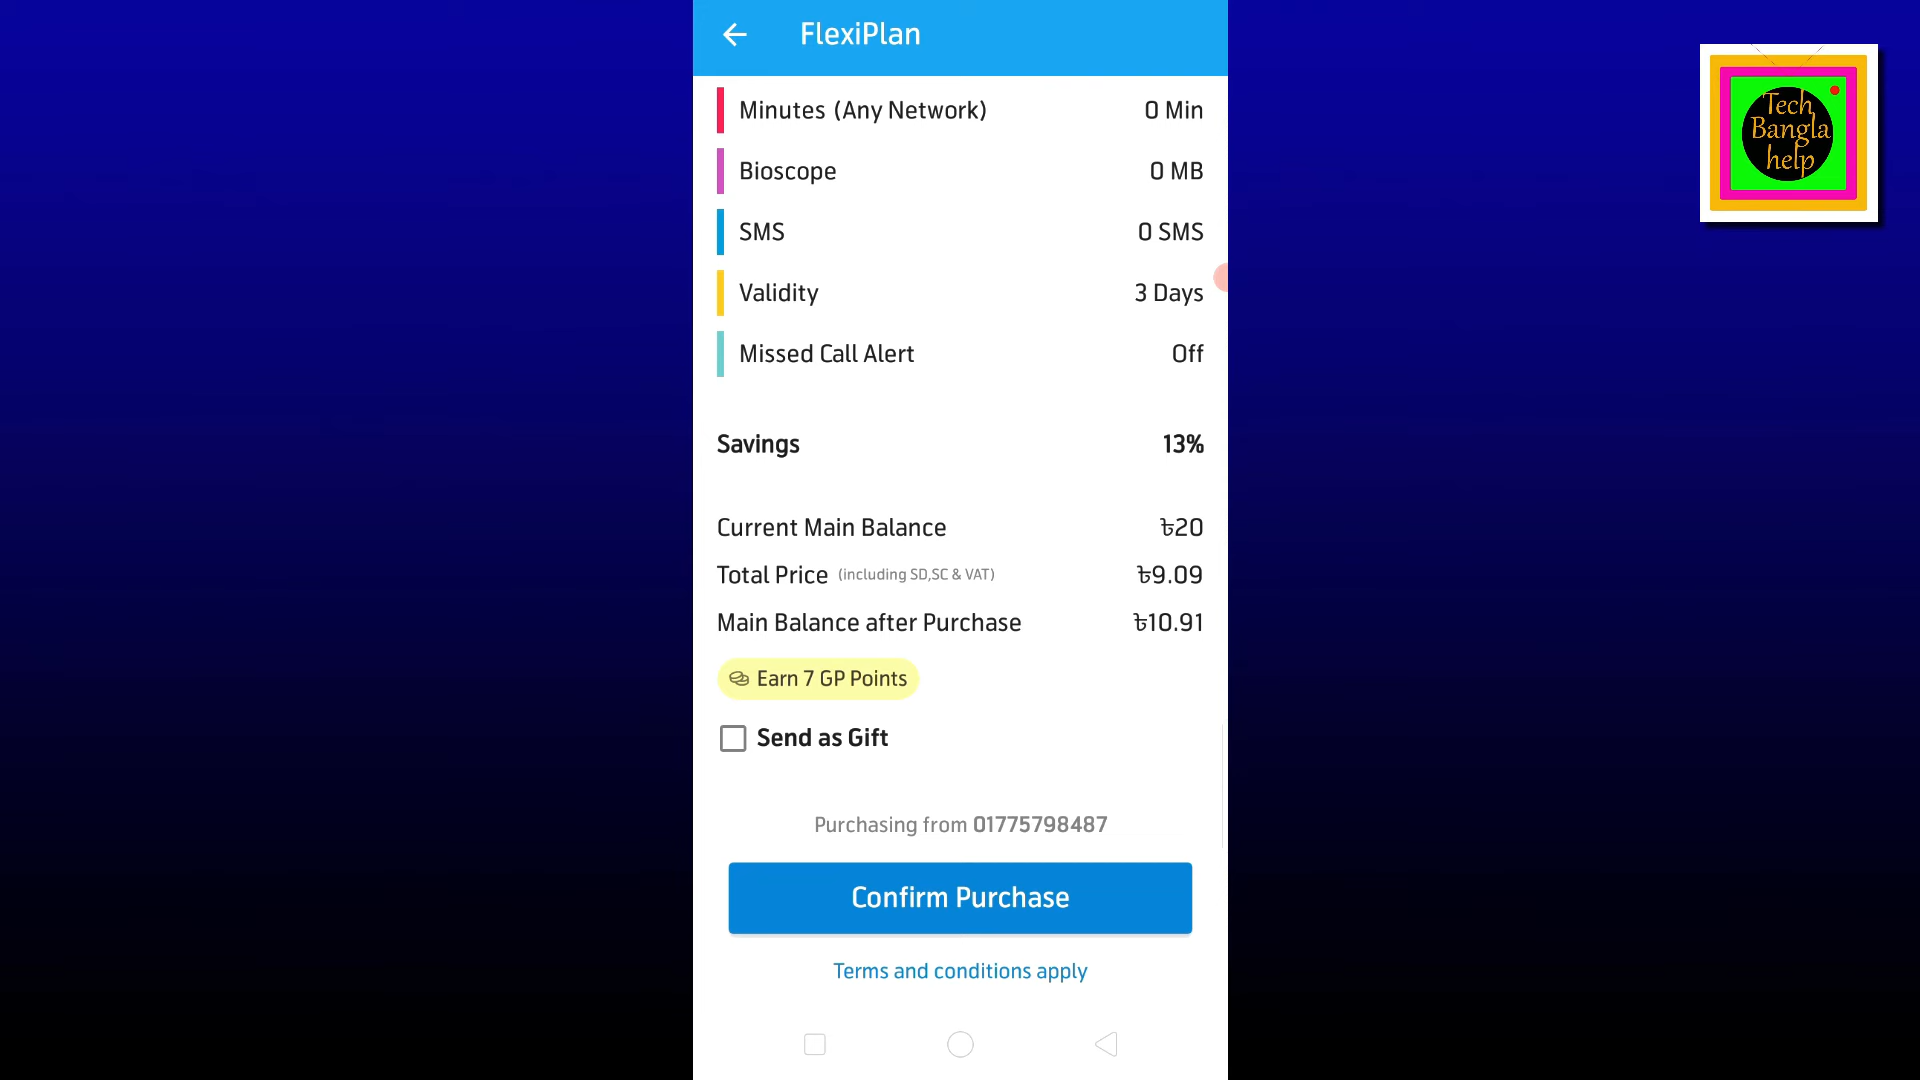 FlexiPlan
Minutes (Any Network) 0 Min
Bioscope 0 MB
SMS 0 SMS
Validity 3 Days
Missed Call Alert Off
Savings 13%
Current Main Balance ৳20
Total Price (including SD,SC & VAT) ৳9.09
Main Balance after Purchase ৳10.91
Earn 7 GP Points
Send as Gift
Purchasing from 01775798487
Confirm Purchase
Terms and conditions apply
Tech
Bangla
help